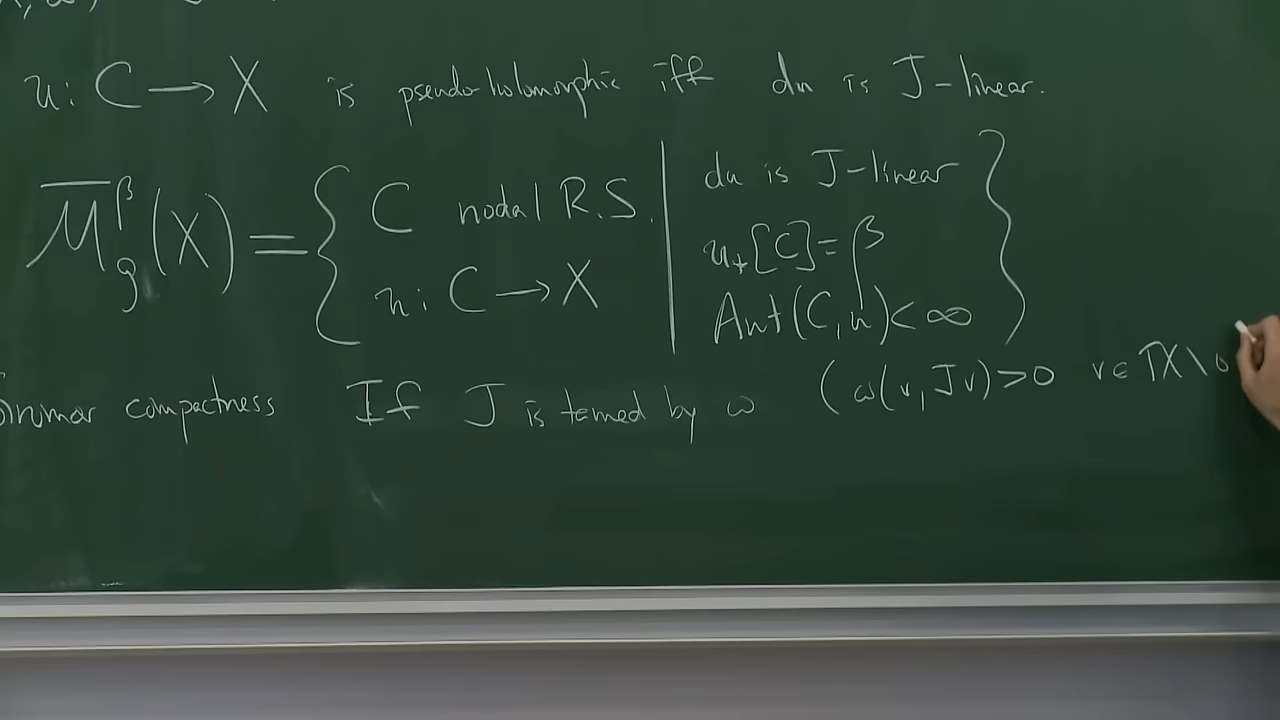 u: C → X is pseudo-holomorphic iff du is J-linear.
\overline{M}_g^β(X) = { C nodal R.S. | du is J-linear }
u: C → X | u_*[C] = β
Aut(C, u) < ∞
compactness If J is tamed by ω (ω(v, Jv) > 0 v ∈ TX \ 0